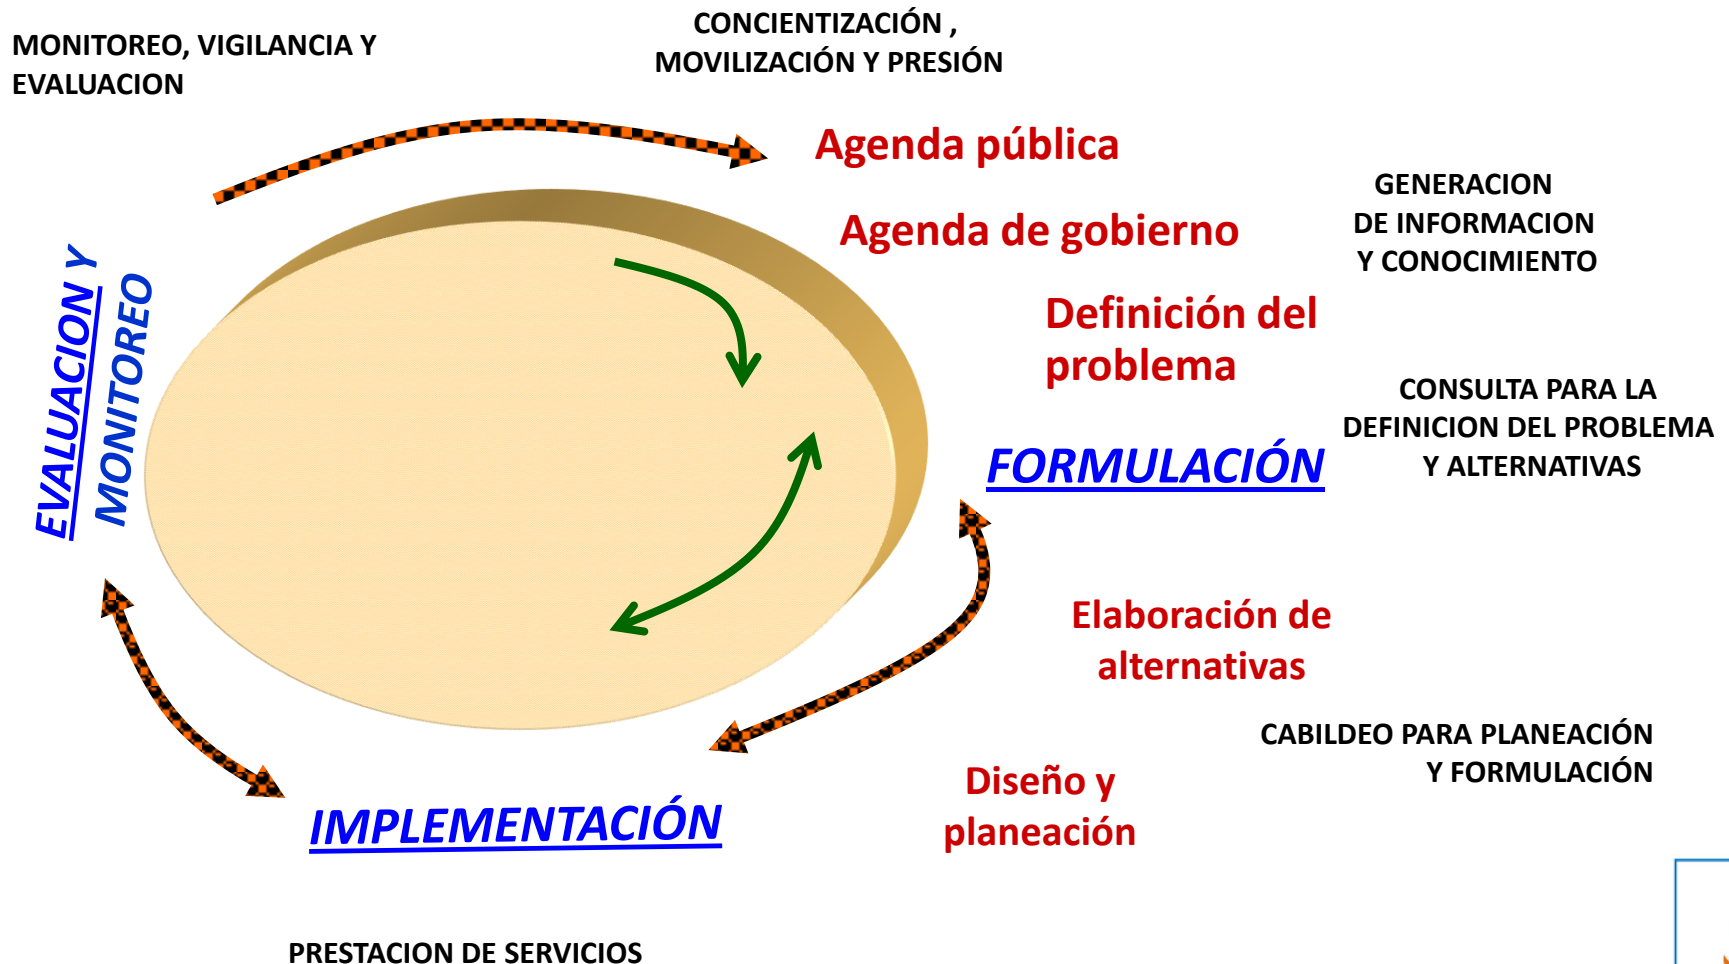 MONITOREO, VIGILANCIA Y
EVALUACION
CONCIENTIZACIÓN ,
MOVILIZACIÓN Y PRESIÓN
Agenda pública
Agenda de gobierno
GENERACION
DE INFORMACION
Y CONOCIMIENTO
Definición del
problema
CONSULTA PARA LA
DEFINICION DEL PROBLEMA
Y ALTERNATIVAS
FORMULACIÓN
EVALUACION Y
MONITOREO
Elaboración de
alternativas
CABILDEO PARA PLANEACIÓN
Y FORMULACIÓN
Diseño y
planeación
IMPLEMENTACIÓN
PRESTACION DE SERVICIOS